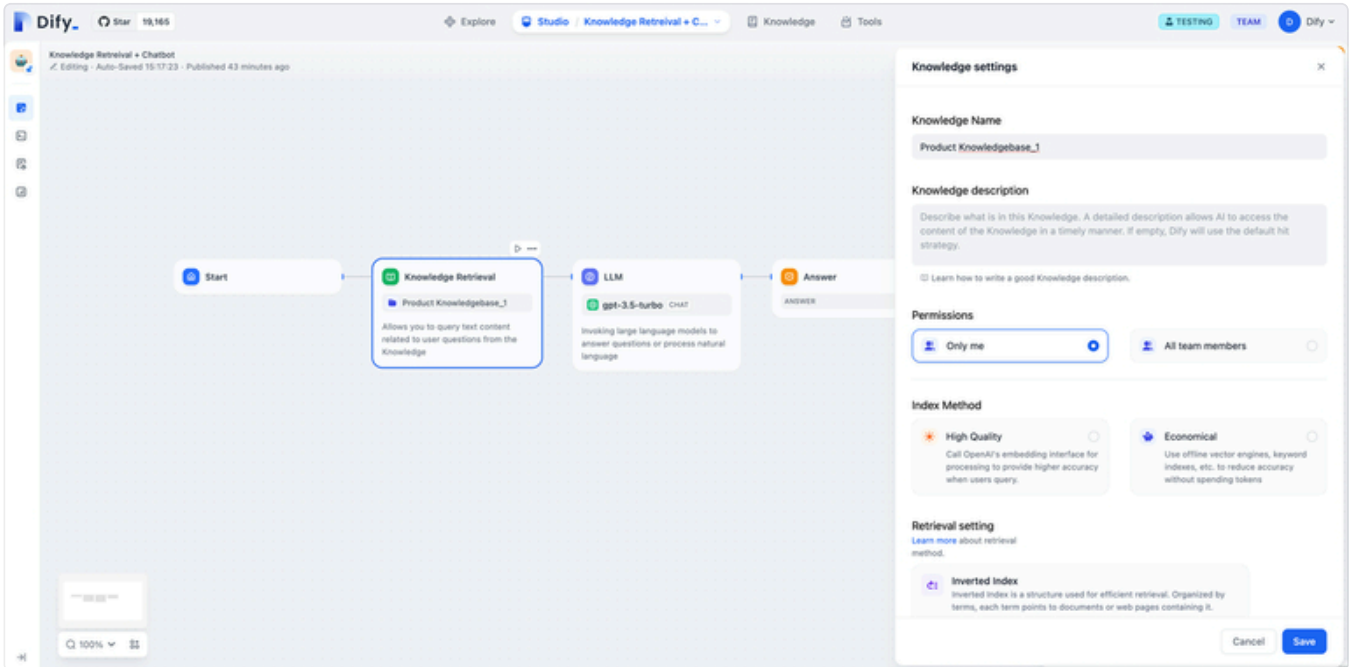 Dify_
Star 19,165
Explore
Studio / Knowledge Retreival + C...
Knowledge
Tools
TESTING
TEAM
D Dify
Knowledge Retreival + Chatbot
Editing · Auto-Saved 15:17:23 · Published 43 minutes ago
Start
Knowledge Retrieval
Product Knowledgebase_1
Allows you to query text content
related to user questions from the
Knowledge
LLM
gpt-3.5-turbo CHAT
Invoking large language models to
answer questions or process natural
language
Answer
ANSWER
100%
Knowledge settings
Knowledge Name
Product Knowledgebase_1
Knowledge description
Describe what is in this Knowledge. A detailed description allows AI to access the
content of the Knowledge in a timely manner. If empty, Dify will use the default hit
strategy.
Learn how to write a good Knowledge description.
Permissions
Only me
All team members
Index Method
High Quality
Call OpenAI's embedding interface for
processing to provide higher accuracy
when users query.
Economical
Use offline vector engines, keyword
indexes, etc. to reduce accuracy
without spending tokens
Retrieval setting
Learn more about retrieval
method.
Inverted Index
Inverted Index is a structure used for efficient retrieval. Organized by
terms, each term points to documents or web pages containing it.
Cancel
Save